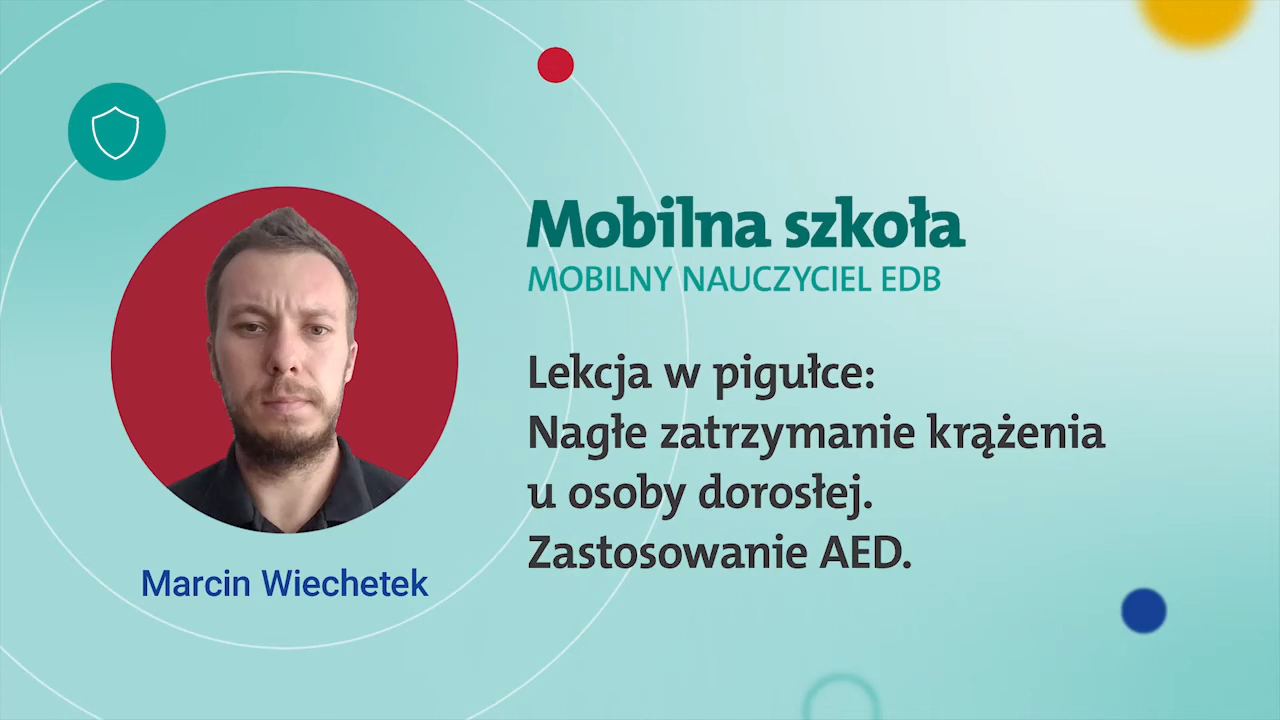 Mobilna szkoła
MOBILNY NAUCZYCIEL EDB
Lekcja w pigułce:
Nagłe zatrzymanie krążenia
u osoby dorosłej.
Zastosowanie AED.
Marcin Wiechetek